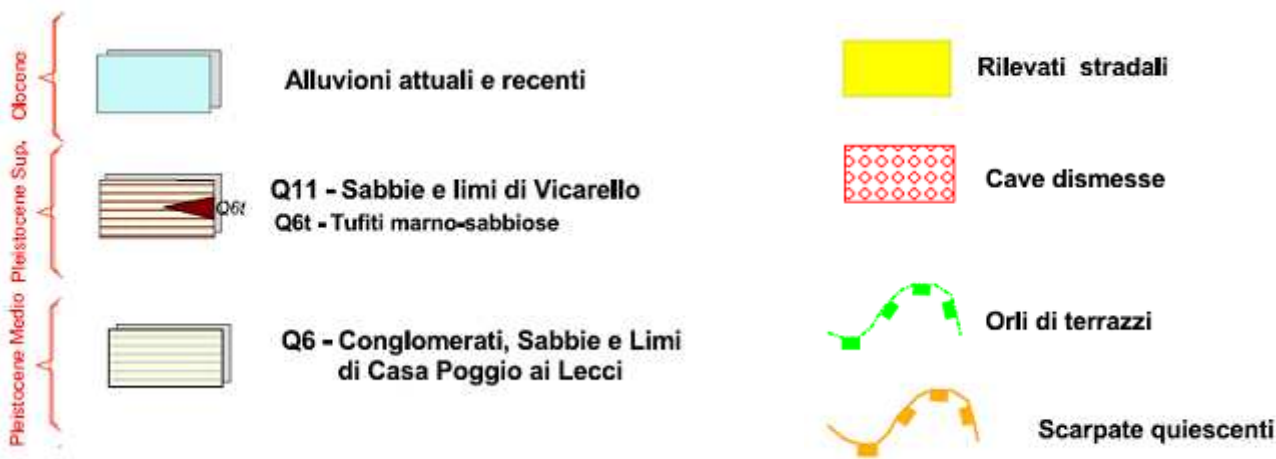 Olocene
Alluvioni attuali e recenti
Pleistocene Sup.
Q6t
Q11 - Sabbie e limi di Vicarello
Q6t - Tufiti marno-sabbiose
Pleistocene Medio
Q6 - Conglomerati, Sabbie e Limi
di Casa Poggio ai Lecci
Rilevati stradali
Cave dismesse
Orli di terrazzi
Scarpate quiescenti